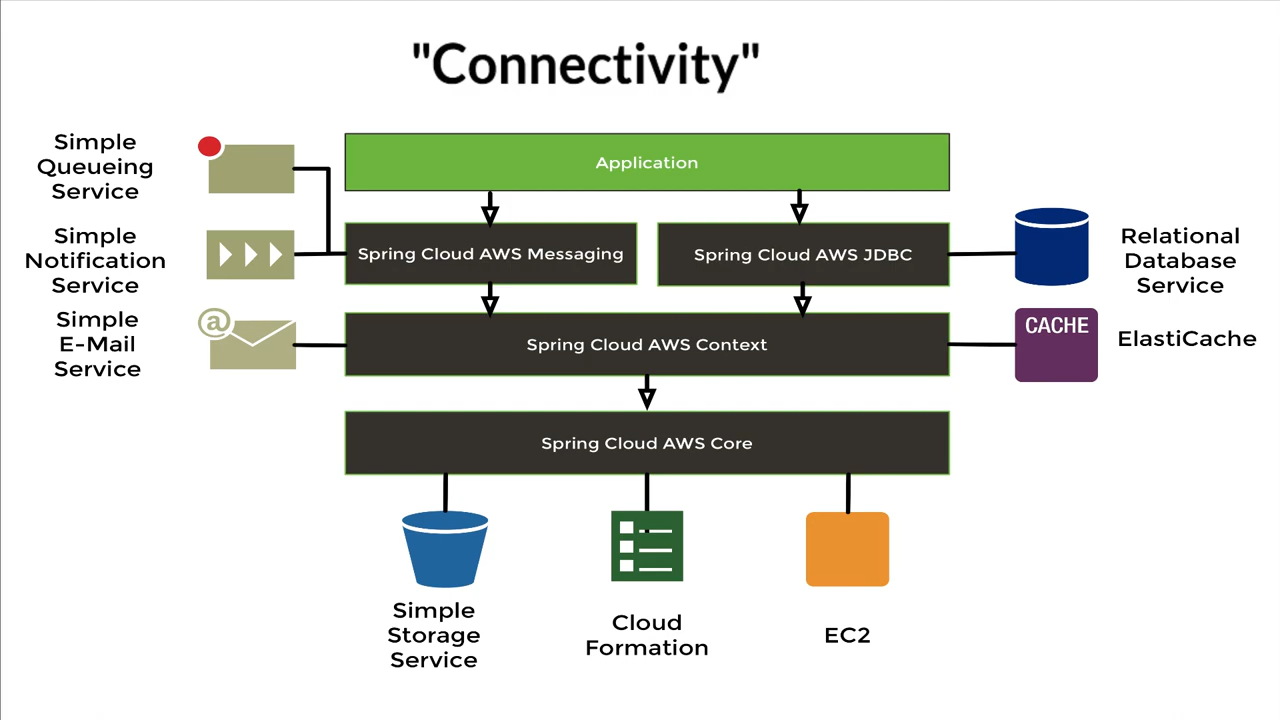 "Connectivity"
Simple
Queueing
Service
Application
Simple
Notification
Service
Spring Cloud AWS Messaging
Spring Cloud AWS JDBC
Relational
Database
Service
Simple
E-Mail
Service
@
Spring Cloud AWS Context
CACHE
ElastiCache
Spring Cloud AWS Core
Simple
Storage
Service
Cloud
Formation
EC2